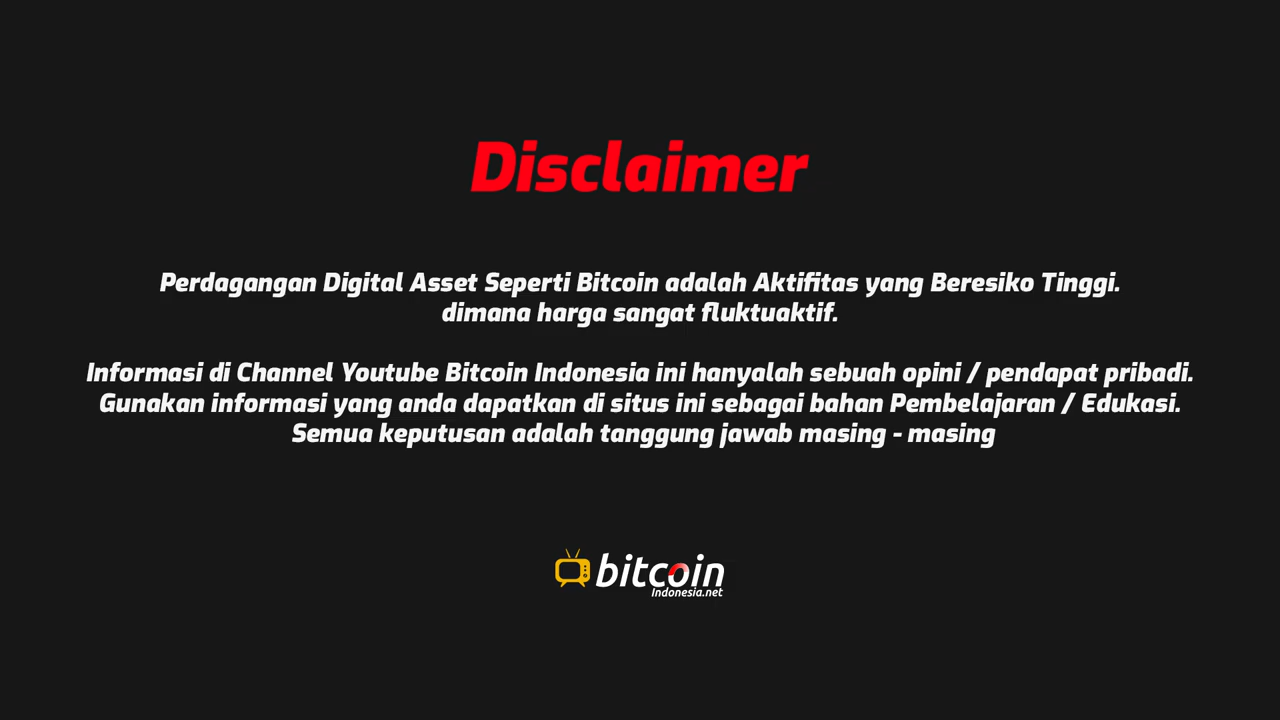 Disclaimer
Perdagangan Digital Asset Seperti Bitcoin adalah Aktifitas yang Beresiko Tinggi.
dimana harga sangat fluktuaktif.
Informasi di Channel Youtube Bitcoin Indonesia ini hanyalah sebuah opini / pendapat pribadi.
Gunakan informasi yang anda dapatkan di situs ini sebagai bahan Pembelajaran / Edukasi.
Semua keputusan adalah tanggung jawab masing - masing
bitcoin
Indonesia.net